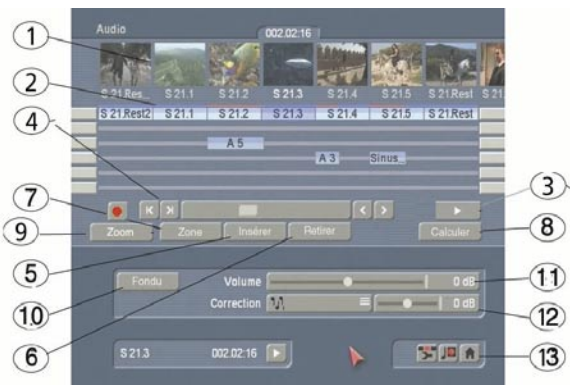 Audio 002:02:16
1
S 21.Res... S 21.1 S 21.2 S 21.3 S 21.4 S 21.5 S 21.Rest S 21.
2
S 21.Rest2 S 21.1 S 21.2 S 21.3 S 21.4 S 21.5 S 21.Rest
4
A 5
A 3 Sinus...
7
3
9 Zoom Zone Insérer Retirer Calculer 8
5
Fondu Volume 0 dB 11
10 Correction 0 dB 12
6
S 21.3 002:02:16 13